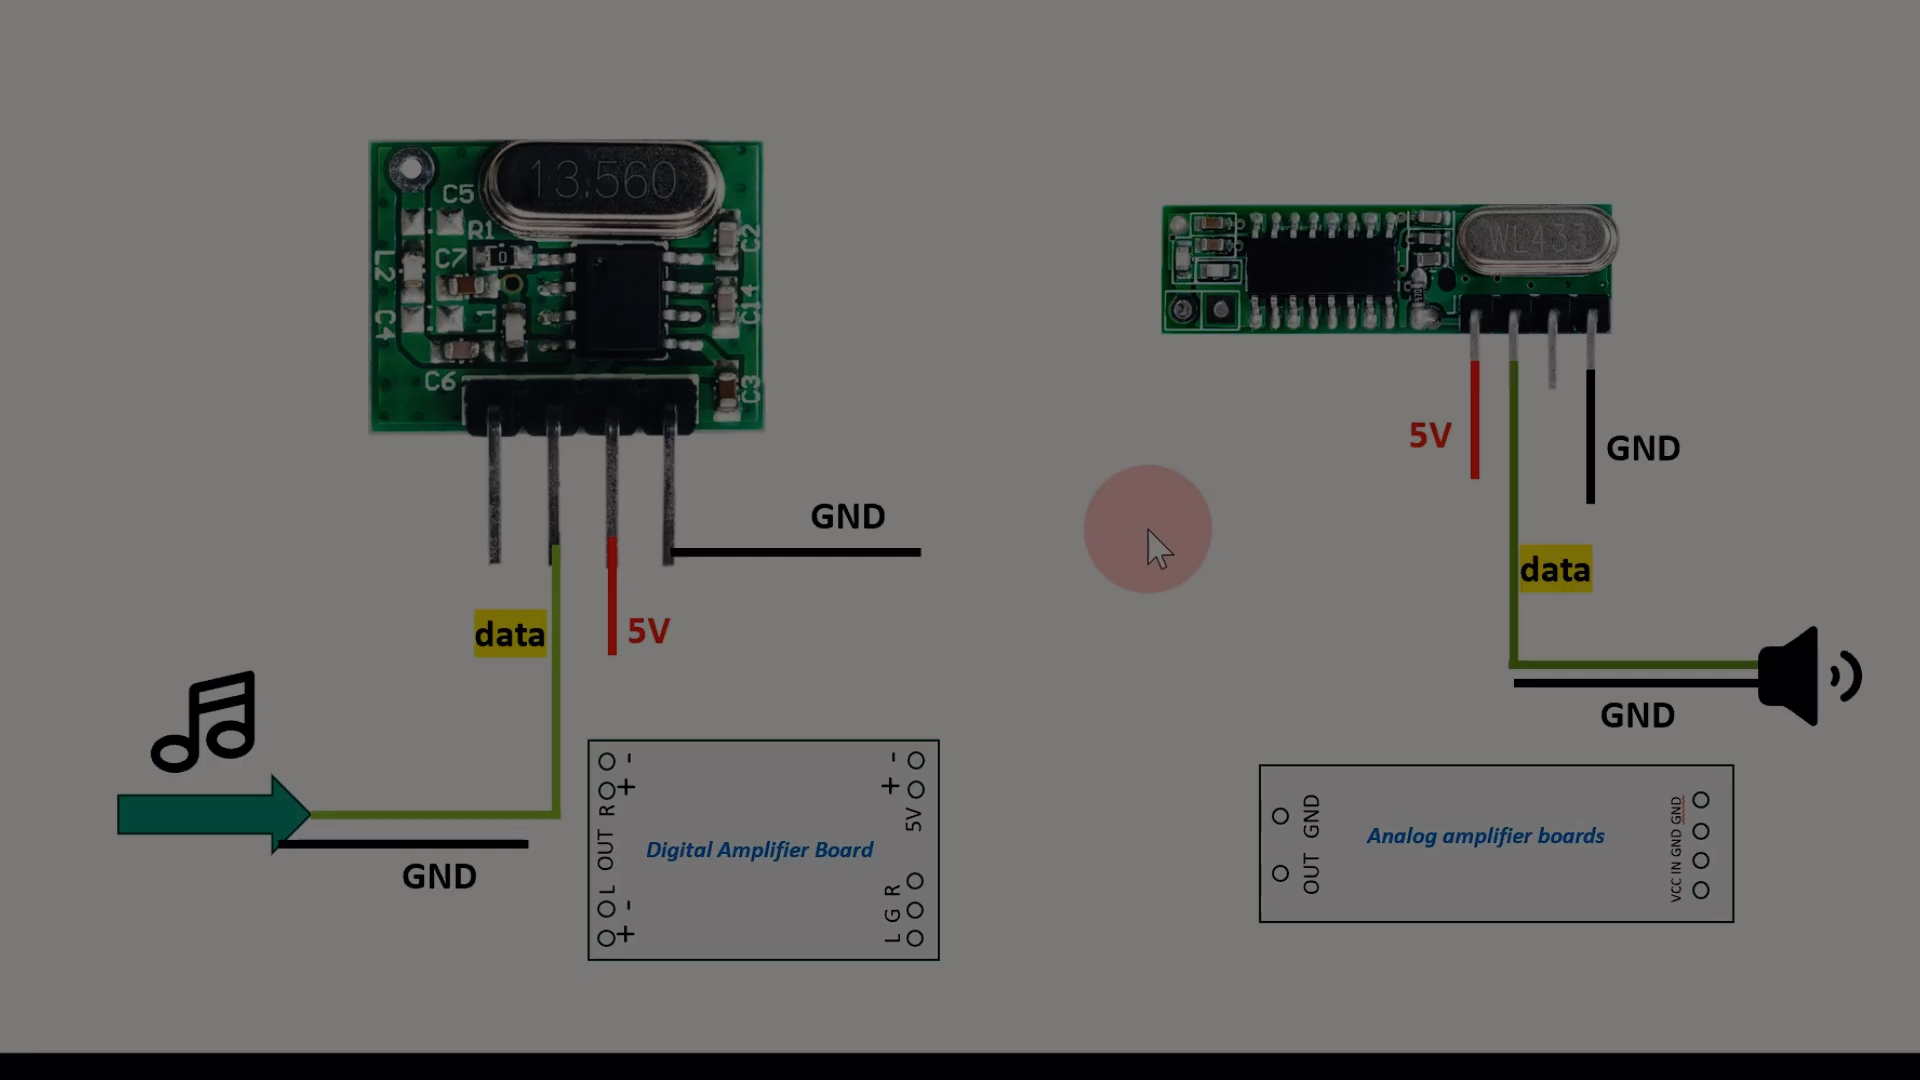 13.560
C5
R1
C2
C7
0
L2
C14
L1
C4
C6
C3
GND
data
5V
GND
WL433
5V
GND
data
GND
-
+
L OUT R
-
+
Digital Amplifier Board
-
+
5V
L G R
GND
OUT
Analog amplifier boards
VCC IN GND GND